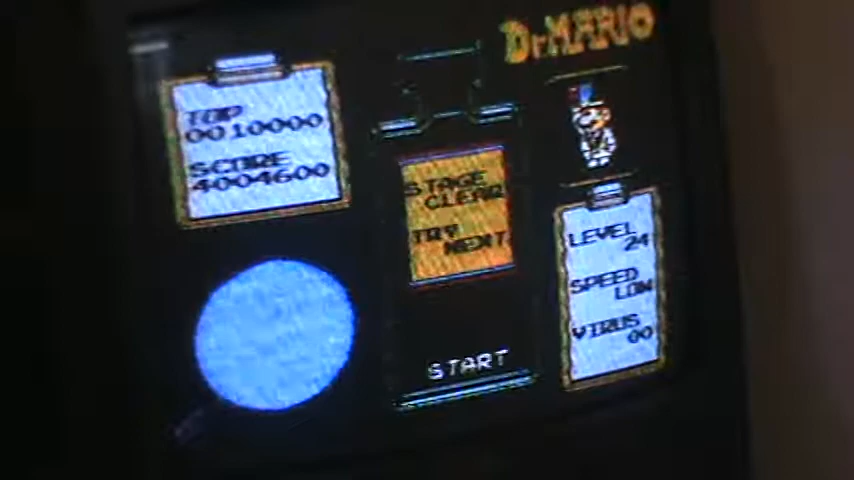 Dr. MARIO
TOP
0010000
SCORE
4004600
STAGE
CLEAR
TRY
NEXT
START
LEVEL
24
SPEED
LOW
VIRUS
00